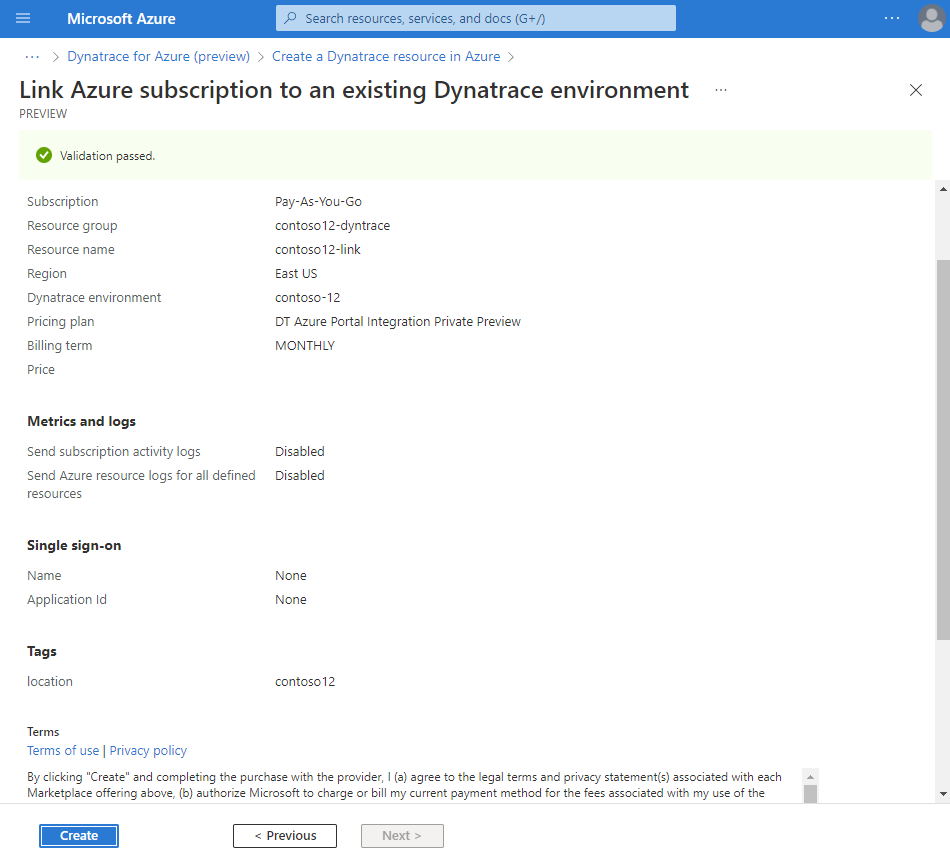 Microsoft Azure
Search resources, services, and docs (G+/)
...
... > Dynatrace for Azure (preview) > Create a Dynatrace resource in Azure >
Link Azure subscription to an existing Dynatrace environment ...
PREVIEW
Validation passed.
Subscription Pay-As-You-Go
Resource group contoso12-dyntrace
Resource name contoso12-link
Region East US
Dynatrace environment contoso-12
Pricing plan DT Azure Portal Integration Private Preview
Billing term MONTHLY
Price
Metrics and logs
Send subscription activity logs Disabled
Send Azure resource logs for all defined Disabled
resources
Single sign-on
Name None
Application Id None
Tags
location contoso12
Terms
Terms of use | Privacy policy
By clicking "Create" and completing the purchase with the provider, I (a) agree to the legal terms and privacy statement(s) associated with each
Marketplace offering above, (b) authorize Microsoft to charge or bill my current payment method for the fees associated with my use of the
Create < Previous Next >